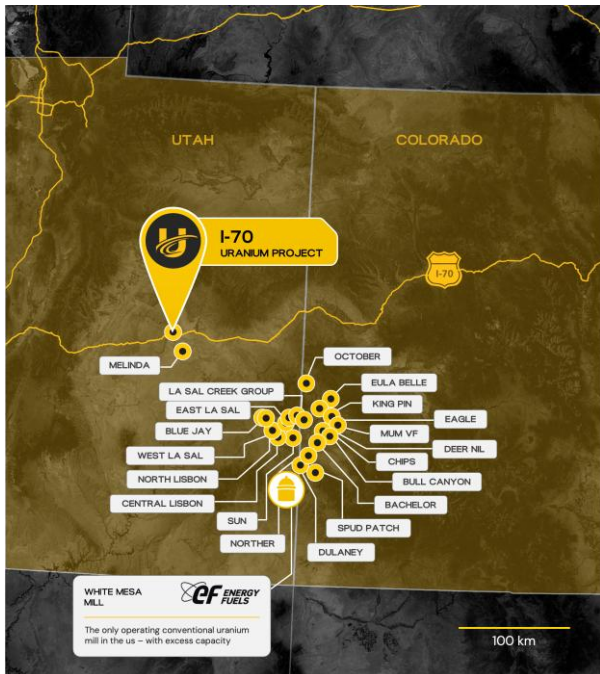 UTAH
COLORADO
I-70
URANIUM PROJECT
I-70
MELINDA
OCTOBER
LA SAL CREEK GROUP
EULA BELLE
EAST LA SAL
KING PIN
BLUE JAY
EAGLE
MUM VF
WEST LA SAL
DEER NIL
CHIPS
NORTH LISBON
BULL CANYON
CENTRAL LISBON
BACHELOR
SUN
SPUD PATCH
NORTHER
DULANEY
WHITE MESA
MILL
eF ENERGY
FUELS
The only operating conventional uranium
mill in the us – with excess capacity
100 km